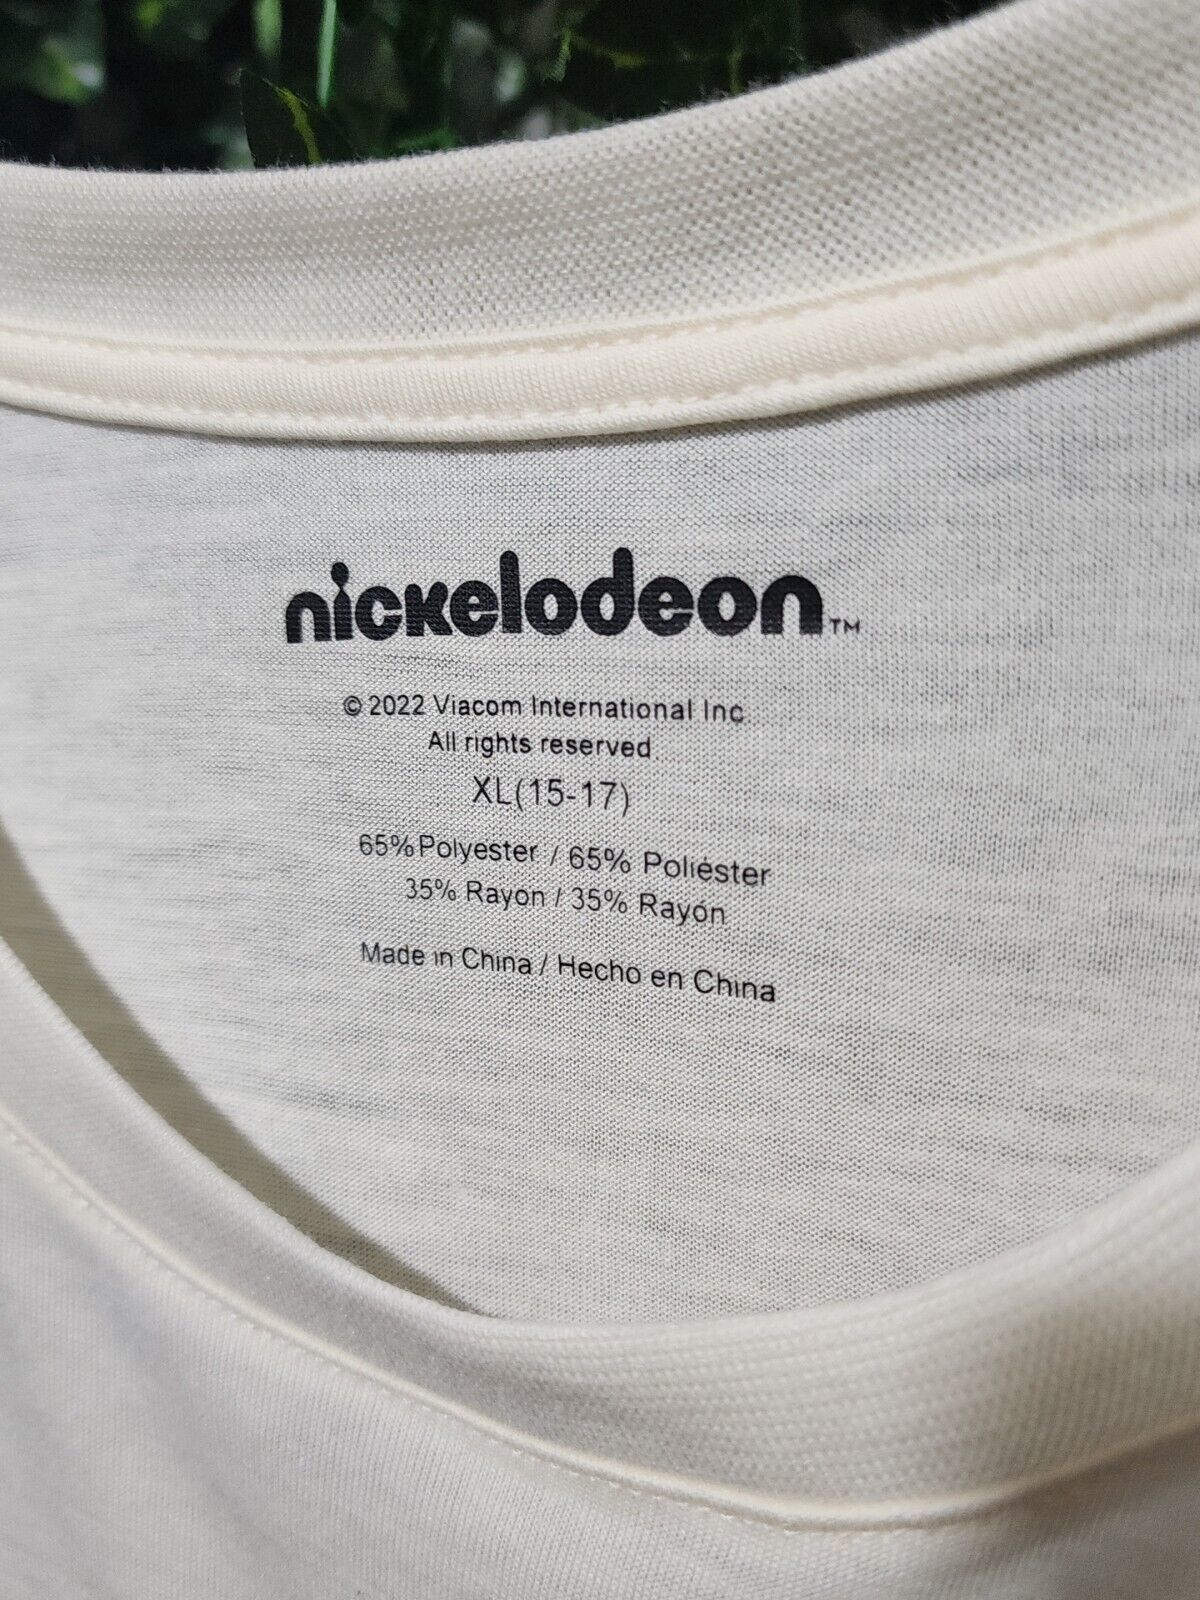 nickelodeon™
© 2022 Viacom International Inc
All rights reserved
XL(15-17)
65% Polyester / 65% Poliéster
35% Rayon / 35% Rayón
Made in China / Hecho en China